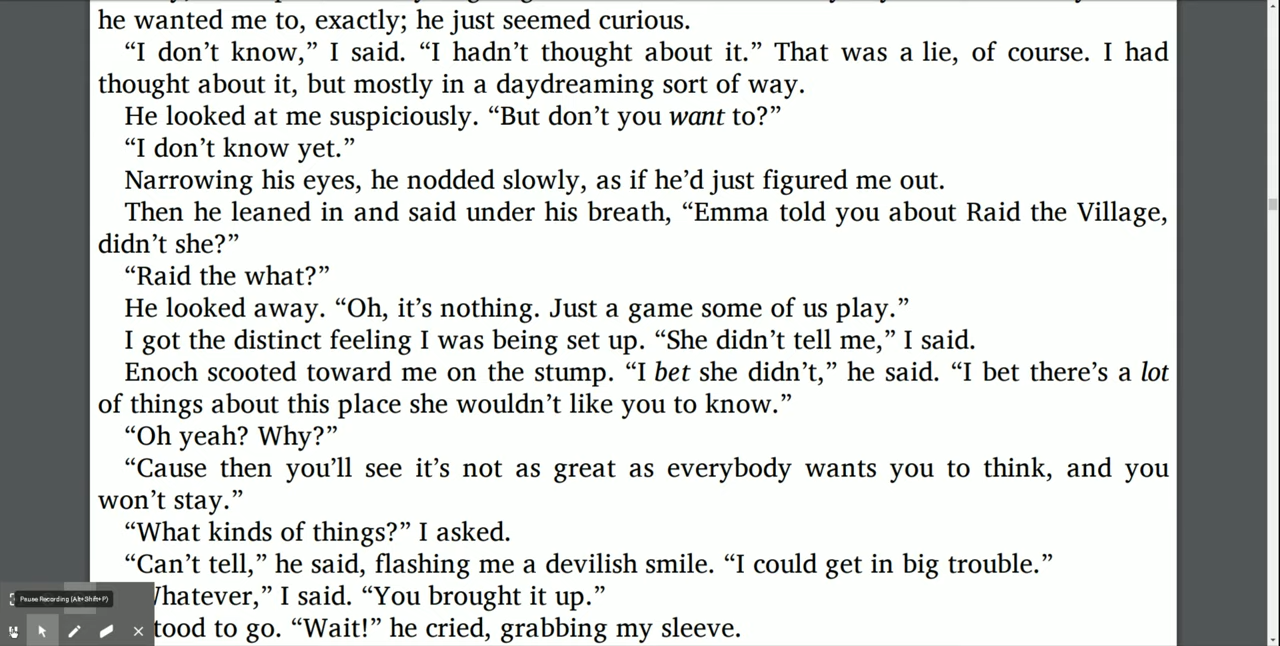 he wanted me to, exactly; he just seemed curious.
“I don’t know,” I said. “I hadn’t thought about it.” That was a lie, of course. I had
thought about it, but mostly in a daydreaming sort of way.
He looked at me suspiciously. “But don’t you want to?”
“I don’t know yet.”
Narrowing his eyes, he nodded slowly, as if he’d just figured me out.
Then he leaned in and said under his breath, “Emma told you about Raid the Village,
didn’t she?”
“Raid the what?”
He looked away. “Oh, it’s nothing. Just a game some of us play.”
I got the distinct feeling I was being set up. “She didn’t tell me,” I said.
Enoch scooted toward me on the stump. “I bet she didn’t,” he said. “I bet there’s a lot
of things about this place she wouldn’t like you to know.”
“Oh yeah? Why?”
“Cause then you’ll see it’s not as great as everybody wants you to think, and you
won’t stay.”
“What kinds of things?” I asked.
“Can’t tell,” he said, flashing me a devilish smile. “I could get in big trouble.”
hatever,” I said. “You brought it up.”
tood to go. “Wait!” he cried, grabbing my sleeve.
Pause Recording (Alt+Shift+P)